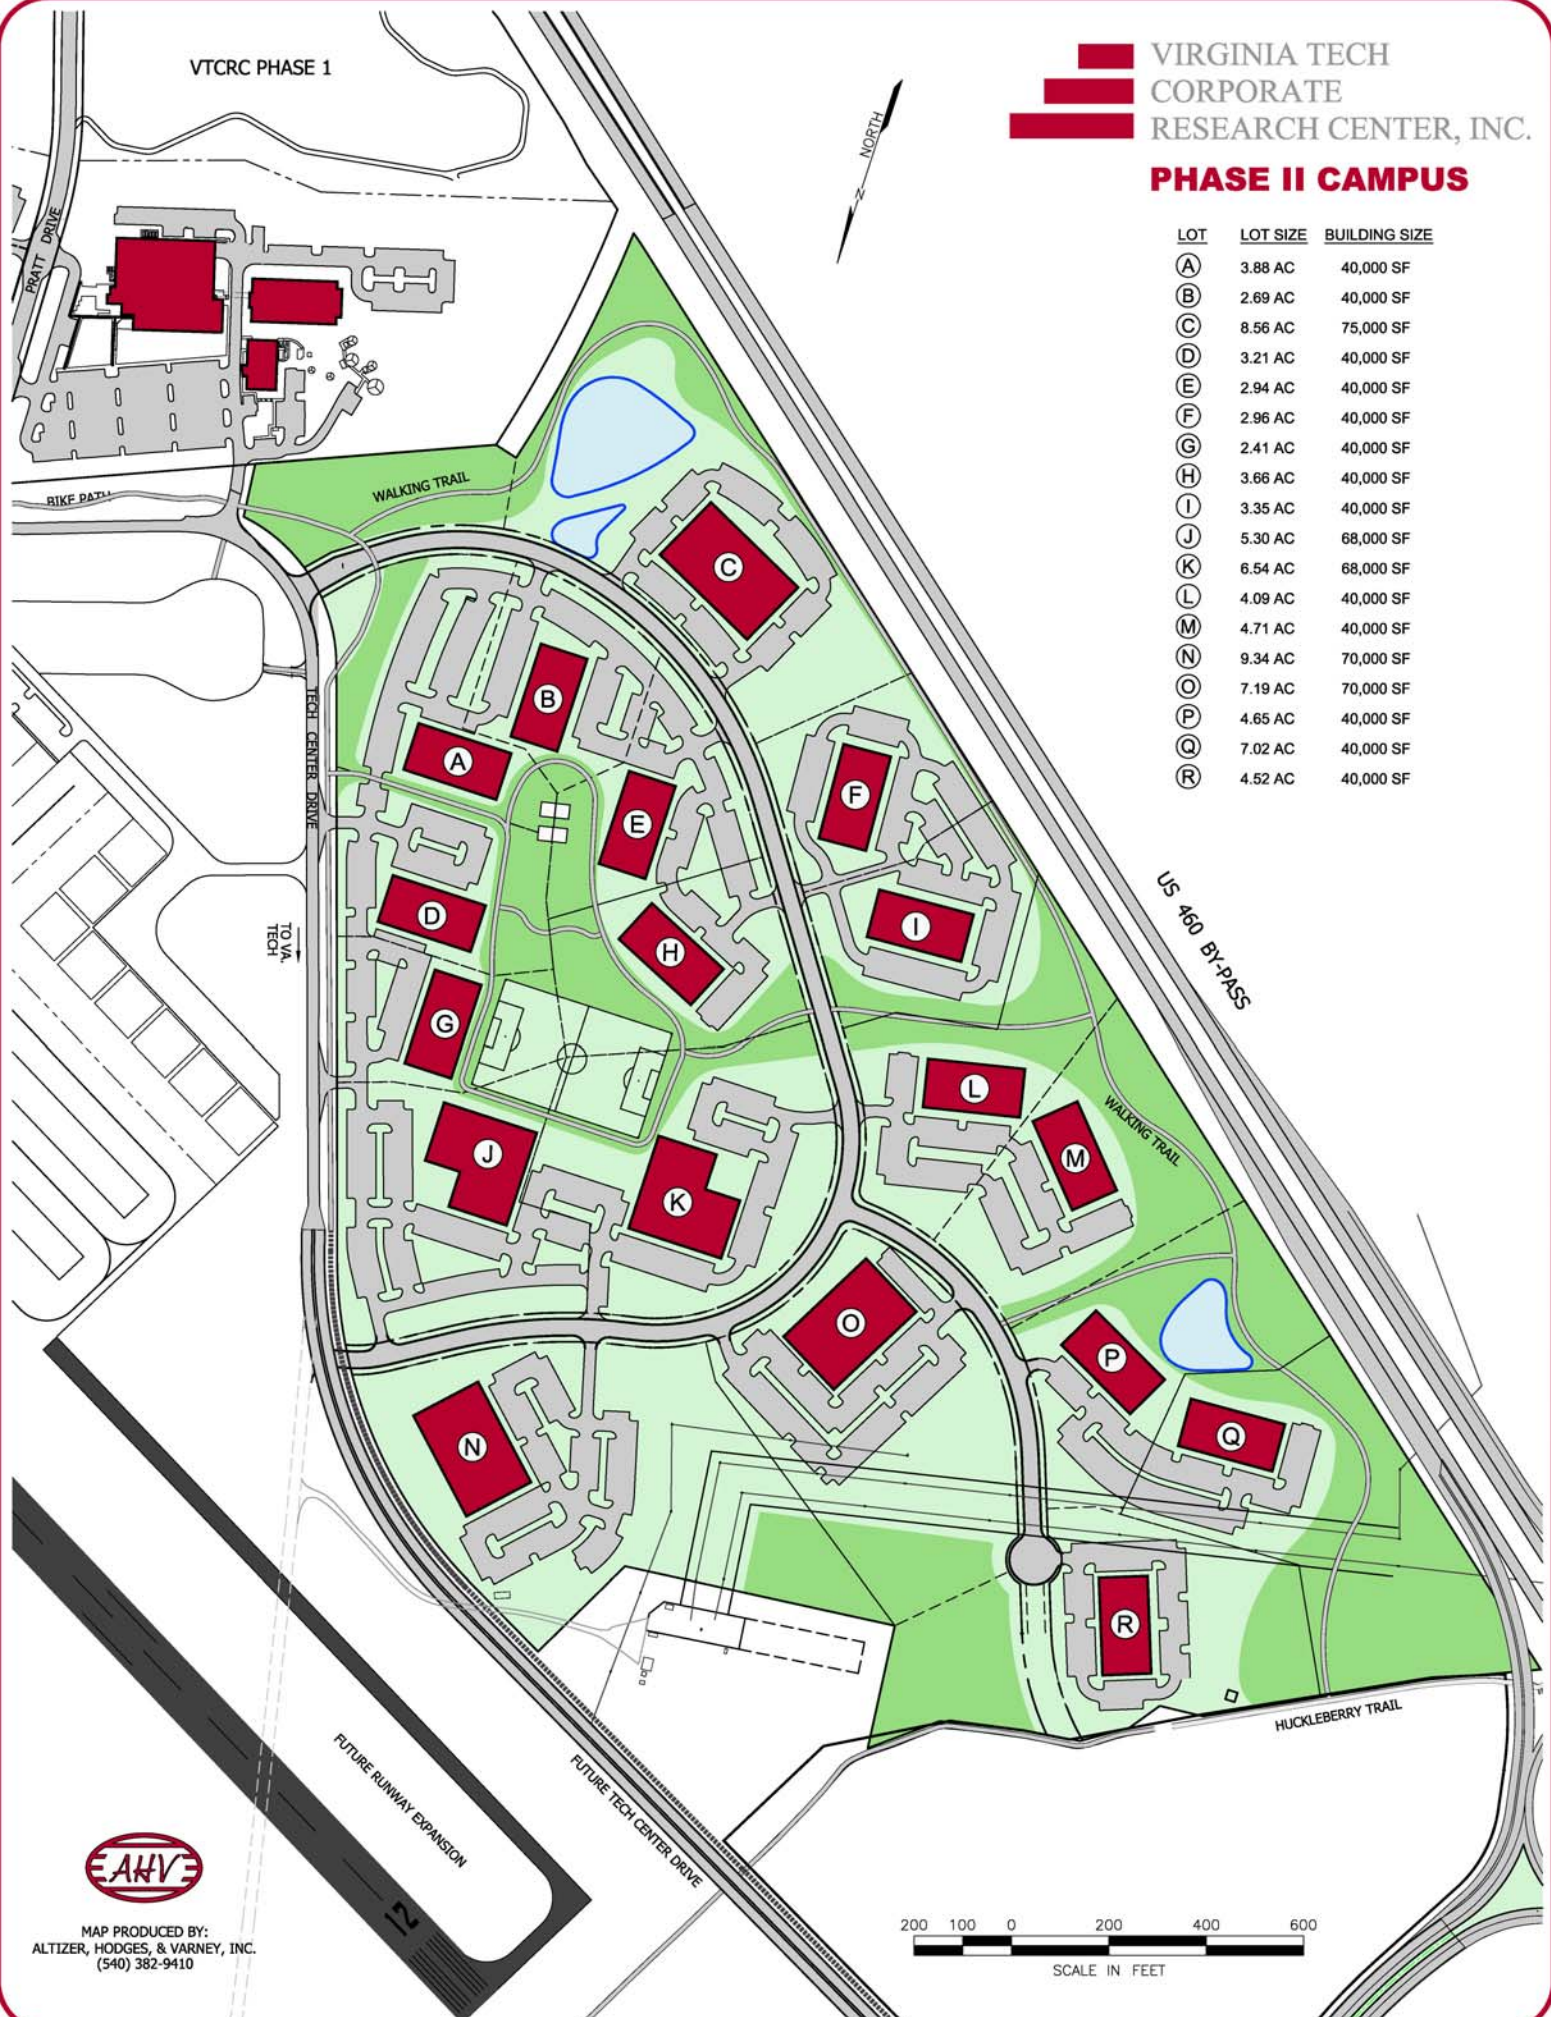 VTCRC PHASE 1
VIRGINIA TECH
CORPORATE
RESEARCH CENTER, INC.
PHASE II CAMPUS
NORTH
N
LOT LOT SIZE BUILDING SIZE
A 3.88 AC 40,000 SF
B 2.69 AC 40,000 SF
C 8.56 AC 75,000 SF
D 3.21 AC 40,000 SF
E 2.94 AC 40,000 SF
F 2.96 AC 40,000 SF
G 2.41 AC 40,000 SF
H 3.66 AC 40,000 SF
I 3.35 AC 40,000 SF
J 5.30 AC 68,000 SF
K 6.54 AC 68,000 SF
L 4.09 AC 40,000 SF
M 4.71 AC 40,000 SF
N 9.34 AC 70,000 SF
O 7.19 AC 70,000 SF
P 4.65 AC 40,000 SF
Q 7.02 AC 40,000 SF
R 4.52 AC 40,000 SF
PRATT DRIVE
BIKE PATH
WALKING TRAIL
C
B
A
TECH CENTER DRIVE
F
E
D
I
H
TO VA.
TECH
US 460 BY-PASS
G
L
WALKING TRAIL
J
M
K
O
P
N
Q
R
HUCKLEBERRY TRAIL
FUTURE RUNWAY EXPANSION
FUTURE TECH CENTER DRIVE
12
AHV
MAP PRODUCED BY:
ALTIZER, HODGES, & VARNEY, INC.
(540) 382-9410
200 100 0 200 400 600
SCALE IN FEET